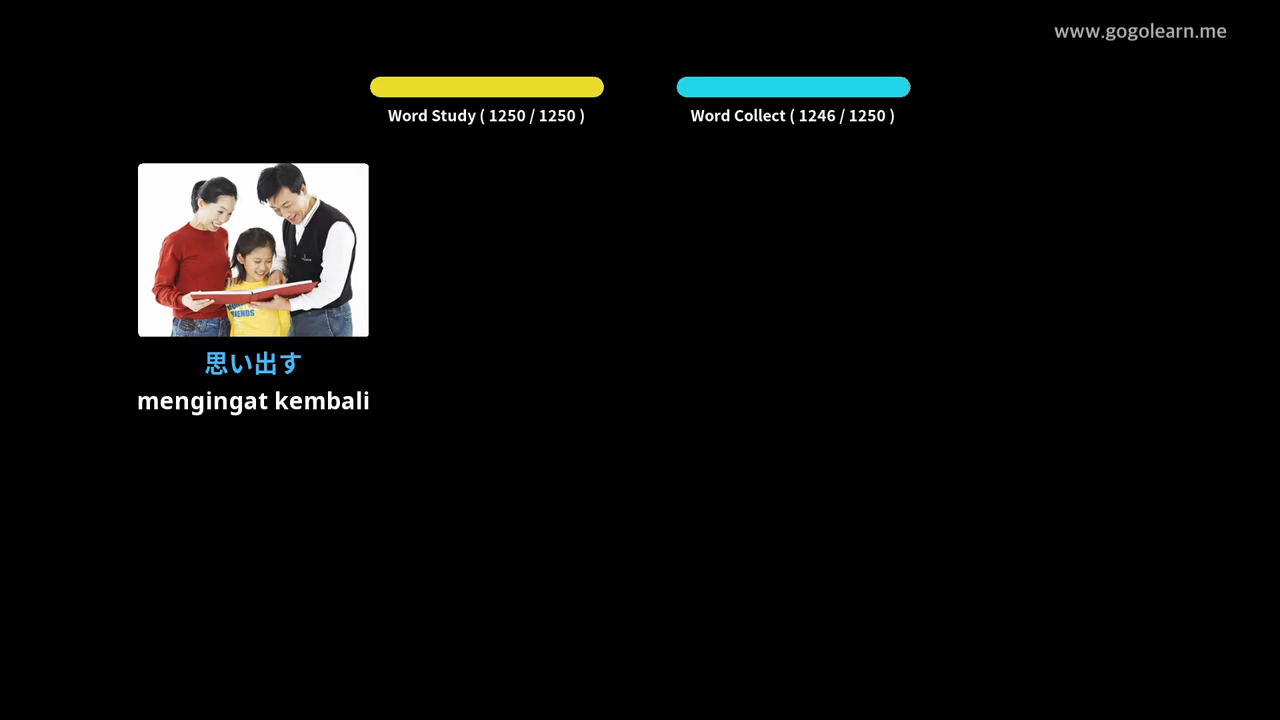 www.gogolearn.me
Word Study ( 1250 / 1250 )
Word Collect ( 1246 / 1250 )
思い出す
mengingat kembali